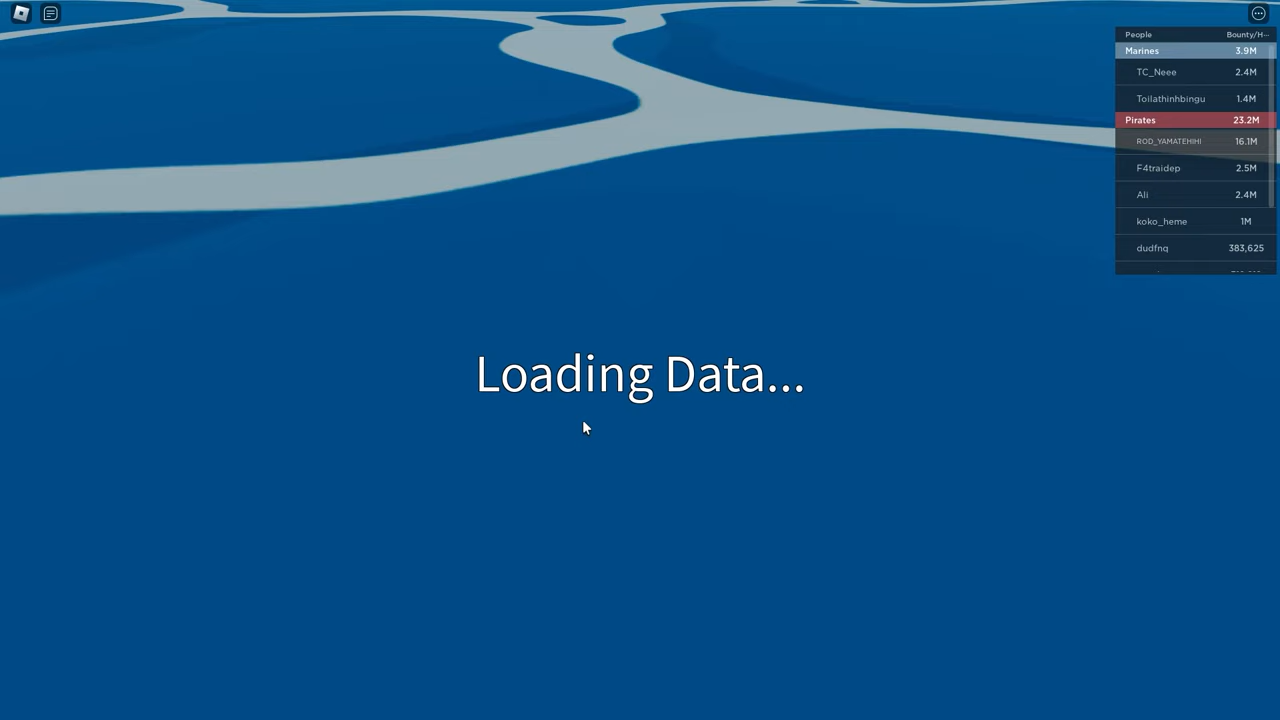 People Bounty/H...
Marines 3.9M
TC_Neee 2.4M
Toilathinhbingu 1.4M
Pirates 23.2M
ROD_YAMATEHIHI 16.1M
F4traidep 2.5M
Ali 2.4M
koko_heme 1M
dudfnq 383,625
Loading Data...